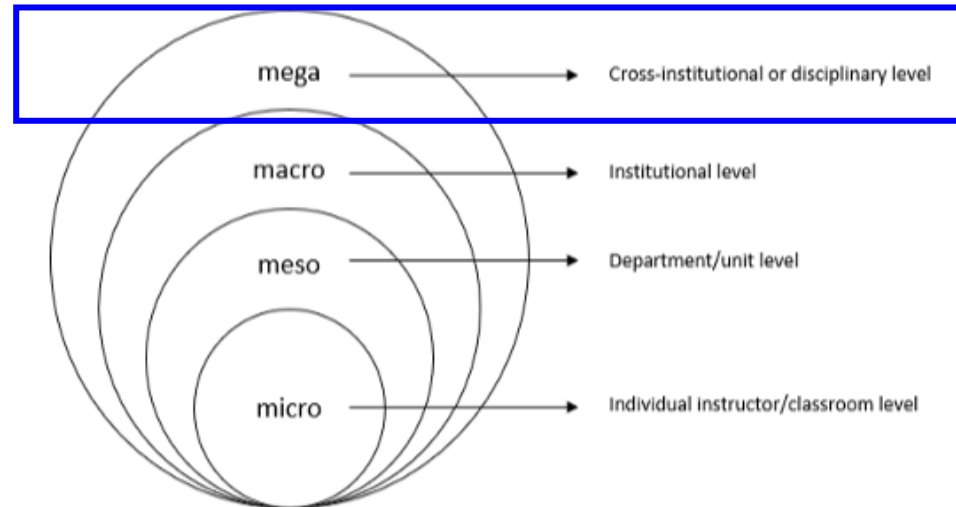 mega Cross-institutional or disciplinary level
macro Institutional level
meso Department/unit level
micro Individual instructor/classroom level